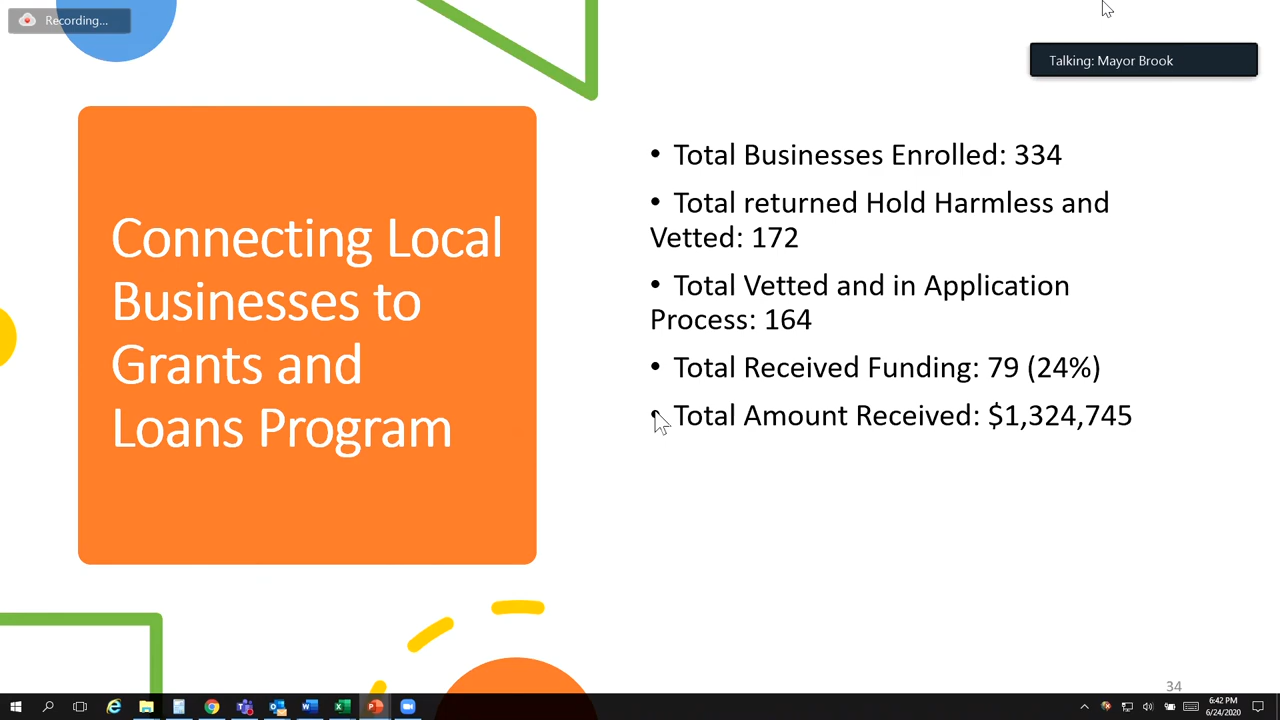 Recording...
Talking: Mayor Brook
Connecting Local
Businesses to
Grants and
Loans Program
• Total Businesses Enrolled: 334
• Total returned Hold Harmless and
Vetted: 172
• Total Vetted and in Application
Process: 164
• Total Received Funding: 79 (24%)
• Total Amount Received: $1,324,745
34
6:42 PM
6/24/2020